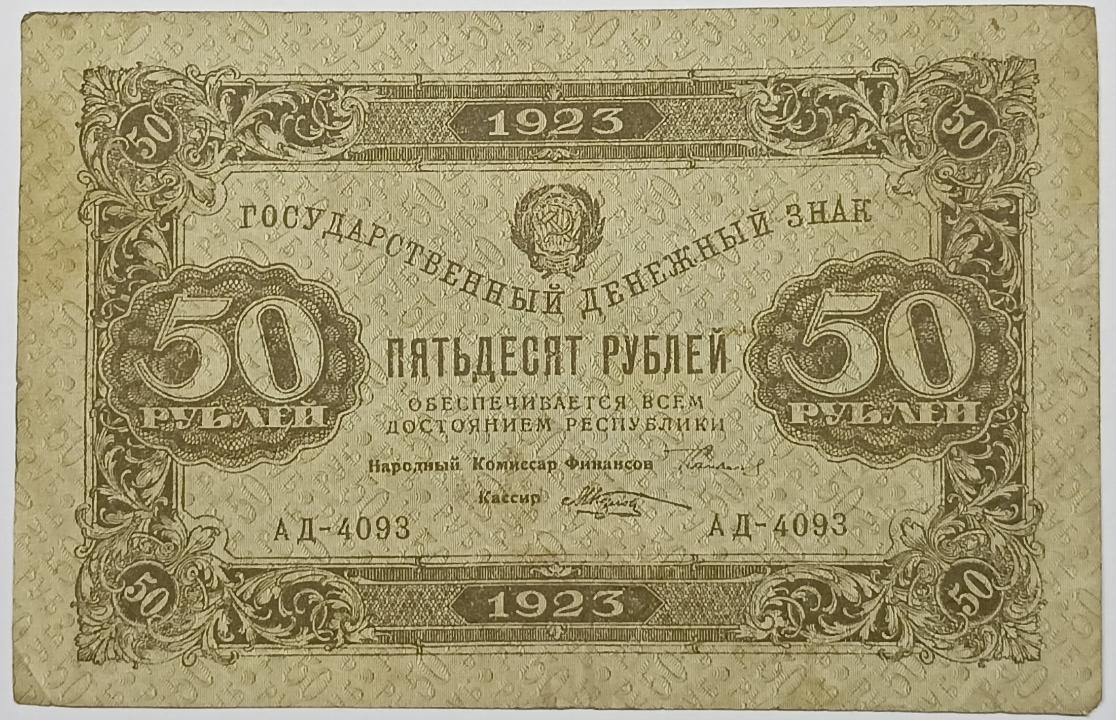 50 1923 50
ГОСУДАРСТВЕННЫЙ ДЕНЕЖНЫЙ ЗНАК
50 РУБЛЕЙ
ПЯТЬДЕСЯТ РУБЛЕЙ
50 РУБЛЕЙ
ОБЕСПЕЧИВАЕТСЯ ВСЕМ
ДОСТОЯНИЕМ РЕСПУБЛИКИ
Народный Комиссар Финансов
Кассир
АД-4093 АД-4093
50 1923 50